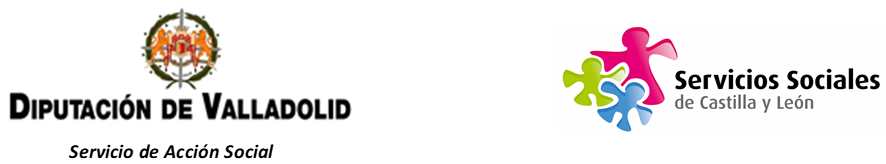 DIPUTACIÓN DE VALLADOLID
Servicio de Acción Social
Servicios Sociales
de Castilla y León